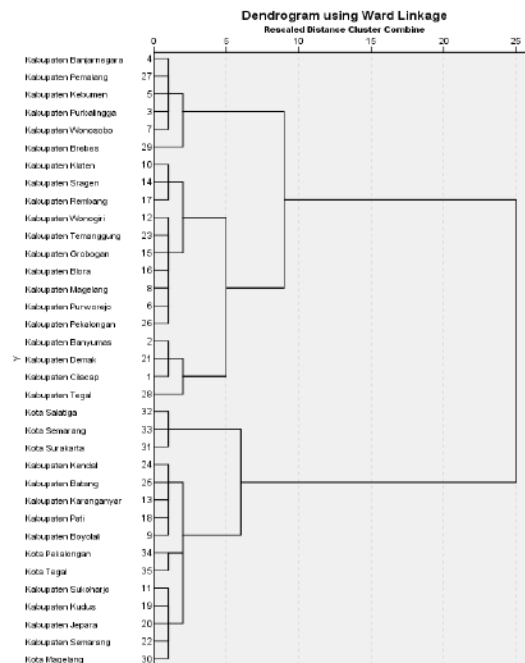 Dendrogram using Ward Linkage
Rescaled Distance Cluster Combine
0 5 10 15 20 25
Kabupaten Banjarnegara 4
Kabupaten Pemalang 27
Kabupaten Kebumen 5
Kabupaten Purbalingga 3
Kabupaten Wonosobo 7
Kabupaten Brebes 29
Kabupaten Klaten 10
Kabupaten Sragen 14
Kabupaten Rembang 17
Kabupaten Wonogiri 12
Kabupaten Temanggung 23
Kabupaten Grobogan 15
Kabupaten Blora 16
Kabupaten Magelang 8
Kabupaten Purworejo 6
Kabupaten Pekalongan 26
Kabupaten Banyumas 2
Y
Kabupaten Demak 21
Kabupaten Cilacap 1
Kabupaten Tegal 28
Kota Salatiga 32
Kota Semarang 33
Kota Surakarta 31
Kabupaten Kendal 24
Kabupaten Batang 25
Kabupaten Karanganyar 13
Kabupaten Pati 18
Kabupaten Boyolali 9
Kota Pekalongan 34
Kota Tegal 35
Kabupaten Sukoharjo 11
Kabupaten Kudus 19
Kabupaten Jepara 20
Kabupaten Semarang 22
Kota Magelang 30